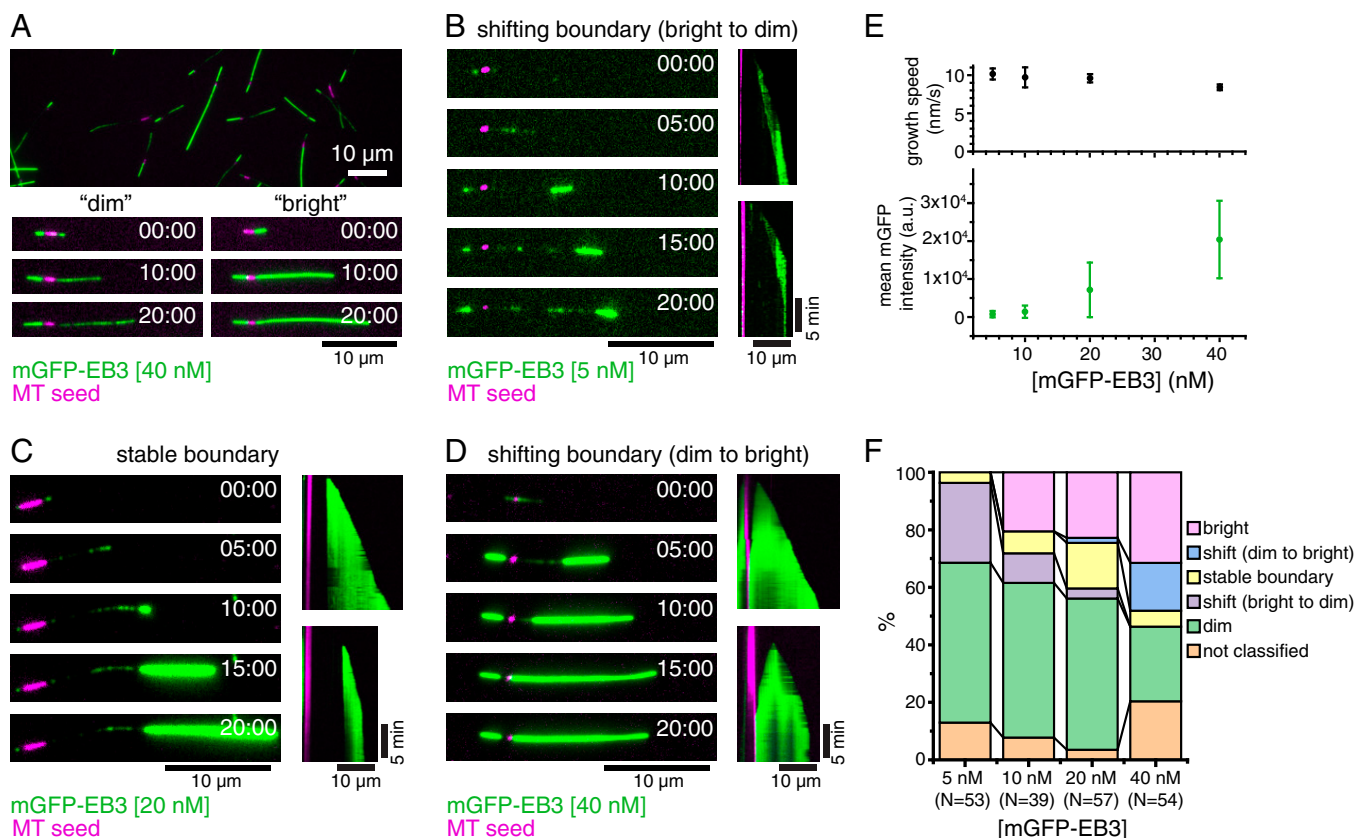 A
10 µm
“dim”
“bright”
00:00
00:00
10:00
10:00
20:00
20:00
10 µm
mGFP-EB3 [40 nM]
MT seed
B shifting boundary (bright to dim)
00:00
05:00
10:00
15:00
20:00
5 min
10 µm
10 µm
mGFP-EB3 [5 nM]
MT seed
C stable boundary
00:00
05:00
10:00
15:00
20:00
5 min
10 µm
10 µm
mGFP-EB3 [20 nM]
MT seed
D shifting boundary (dim to bright)
00:00
05:00
10:00
15:00
20:00
5 min
10 µm
10 µm
mGFP-EB3 [40 nM]
MT seed
E
growth speed
(nm/s)
10
5
0
mean mGFP
intensity (a.u.)
3x10⁴
2x10⁴
1x10⁴
0
10 20 30 40
[mGFP-EB3] (nM)
F
%
100
80
60
40
20
0
bright
shift (dim to bright)
stable boundary
shift (bright to dim)
dim
not classified
5 nM 10 nM 20 nM 40 nM
(N=53) (N=39) (N=57) (N=54)
[mGFP-EB3]